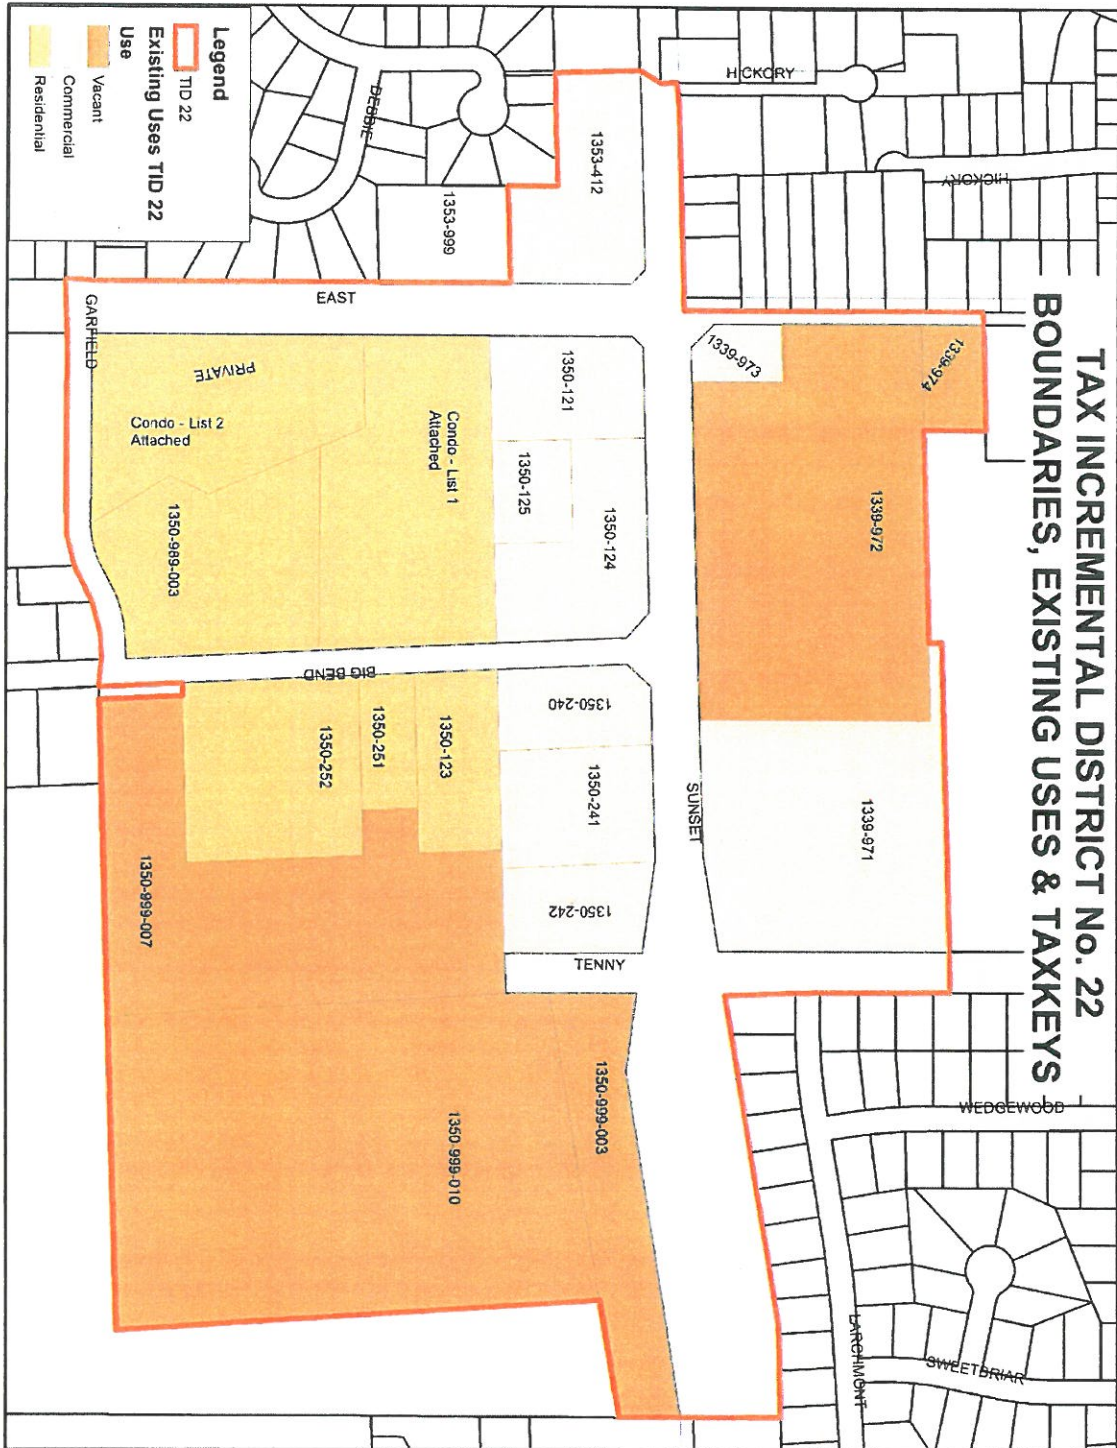 TAX INCREMENTAL DISTRICT No. 22
BOUNDARIES, EXISTING USES & TAXKEYS
HICKORY
HICKORY
WEDGEWOOD
SWEETBRIAR
LARCHMONT
1339-974
1339-973
1339-972
1339-971
SUNSET
1353-412
1353-999
DEBBIE
EAST
1350-121
1350-124
1350-125
1350-240
1350-241
1350-242
TENNY
1350-999-003
Condo - List 1
Attached
1350-123
1350-251
1350-252
BIG BEND
1350-999-010
PRIVATE
Condo - List 2
Attached
1350-989-003
1350-999-007
GARFIELD
Legend
TID 22
Existing Uses TID 22
Use
Vacant
Commercial
Residential